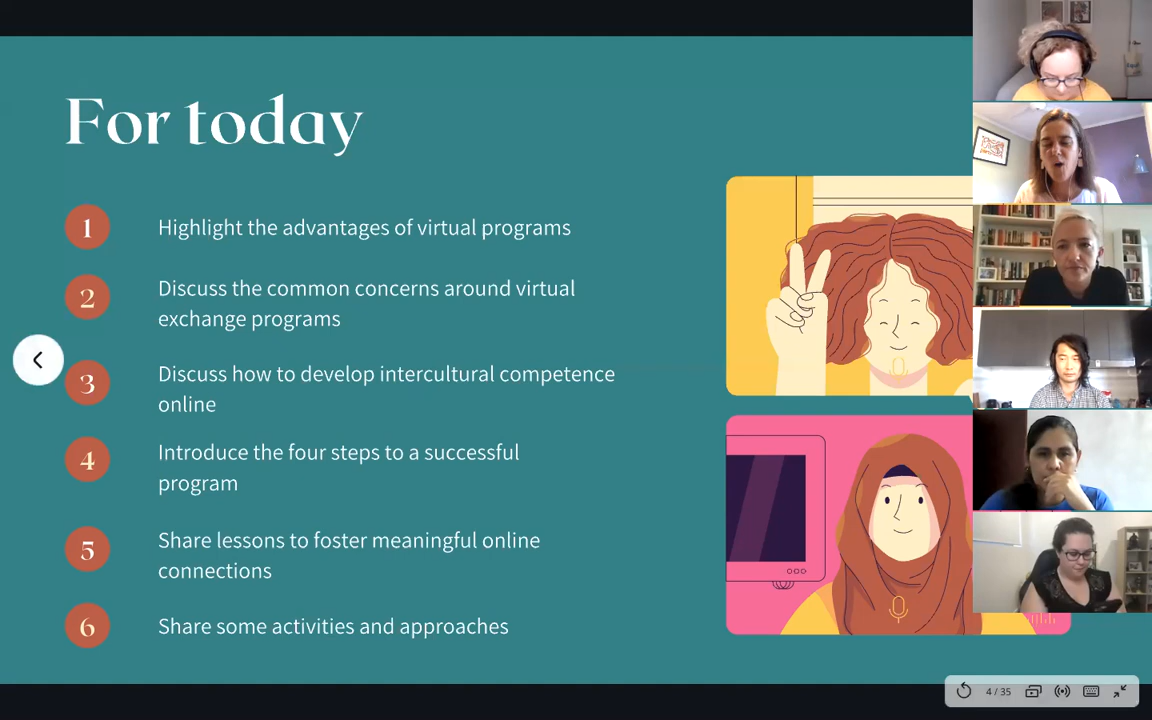 For today
1
Highlight the advantages of virtual programs
2
Discuss the common concerns around virtual
exchange programs
3
Discuss how to develop intercultural competence
online
4
Introduce the four steps to a successful
program
5
Share lessons to foster meaningful online
connections
6
Share some activities and approaches
4 / 35